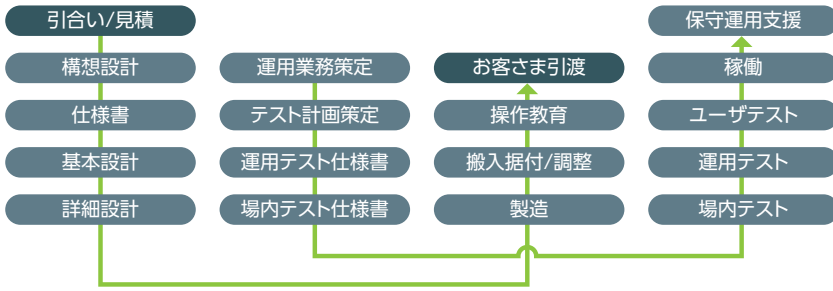 引合い/見積
構想設計
仕様書
基本設計
詳細設計
運用業務策定
テスト計画策定
運用テスト仕様書
場内テスト仕様書
お客さま引渡
操作教育
搬入据付/調整
製造
保守運用支援
稼働
ユーザテスト
運用テスト
場内テスト